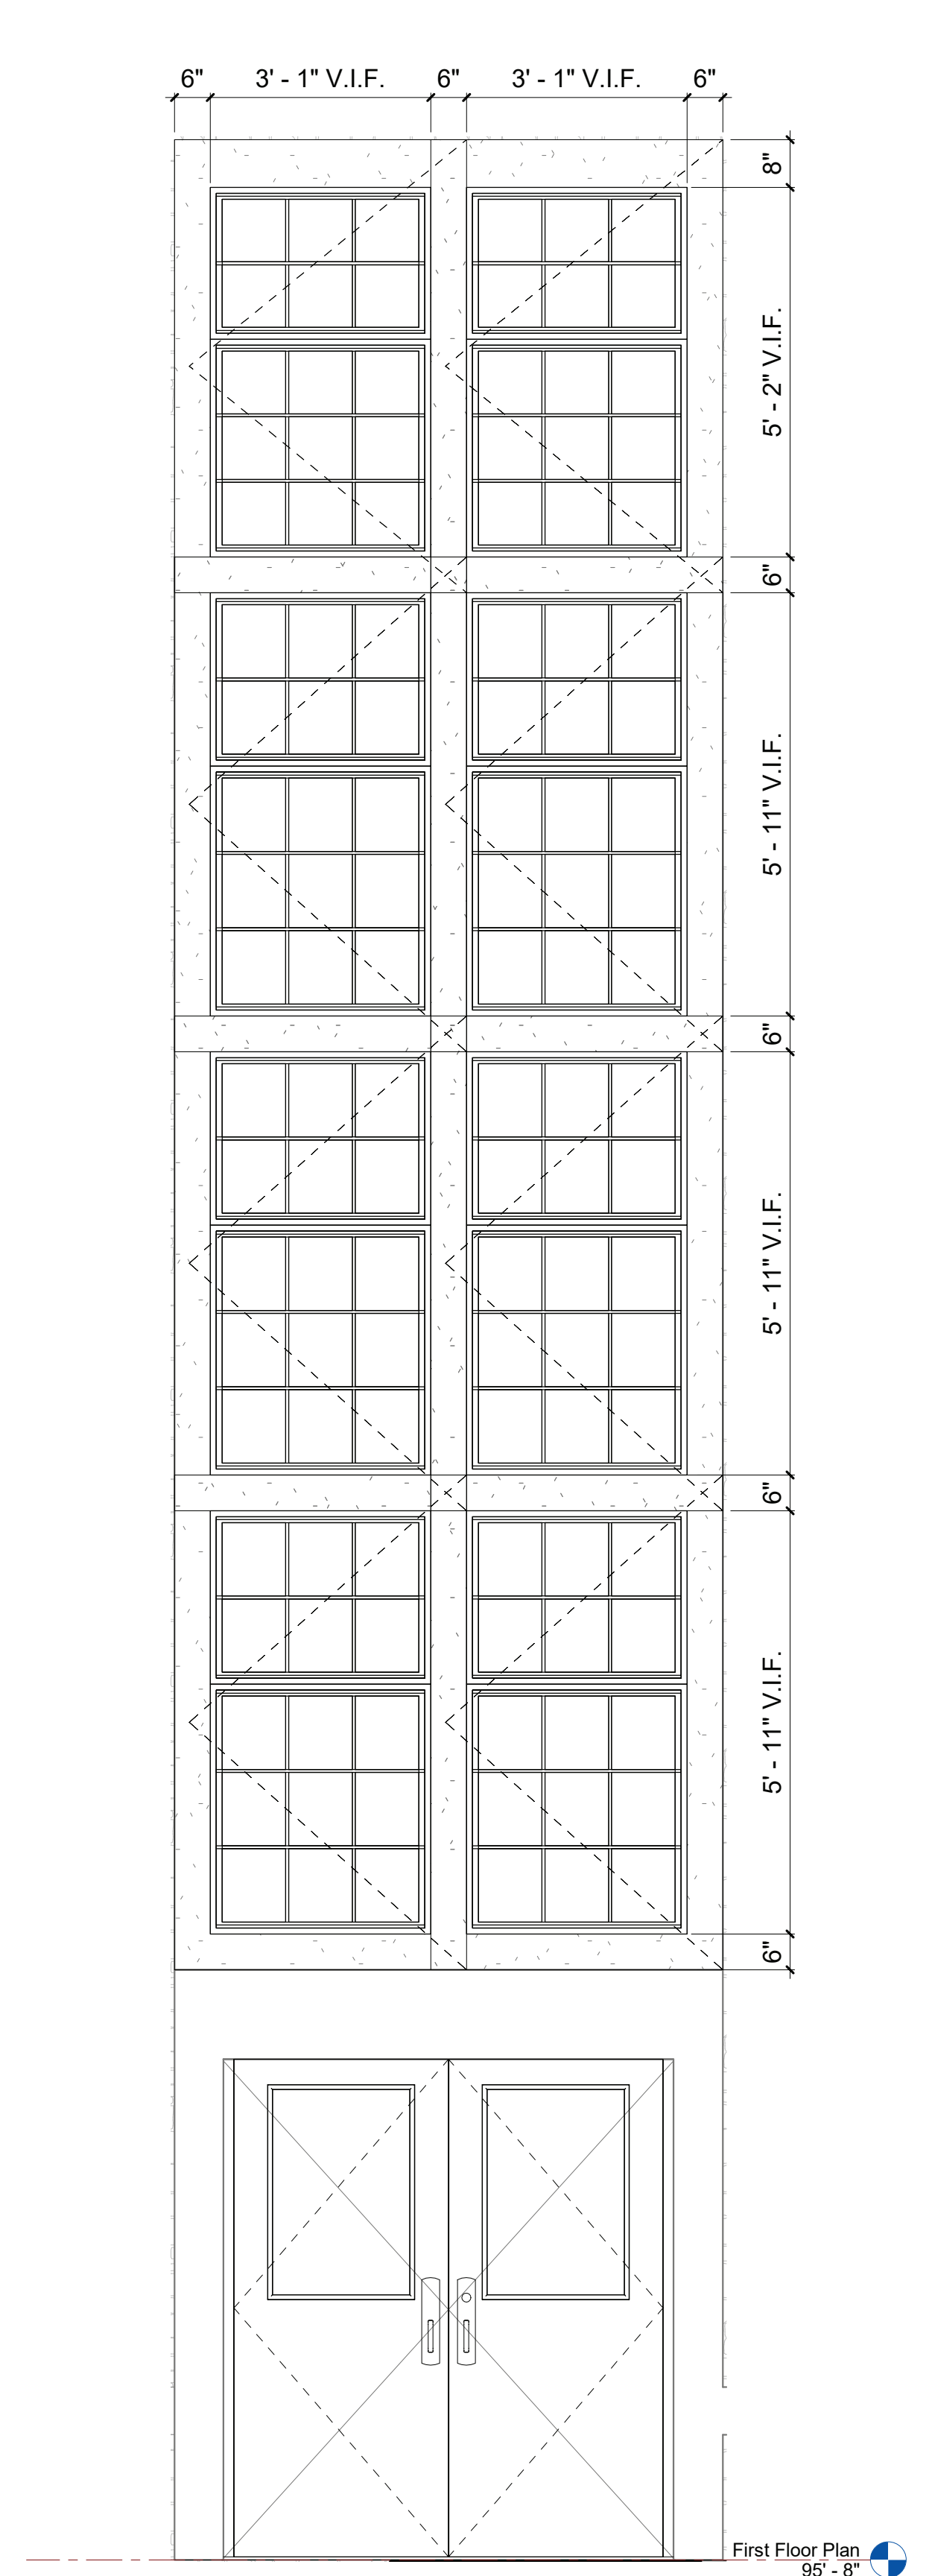 6"
3' - 1" V.I.F.
6"
3' - 1" V.I.F.
6"
8"
5' - 2" V.I.F.
6"
5' - 11" V.I.F.
6"
5' - 11" V.I.F.
6"
5' - 11" V.I.F.
6"
First Floor Plan
95' - 8"